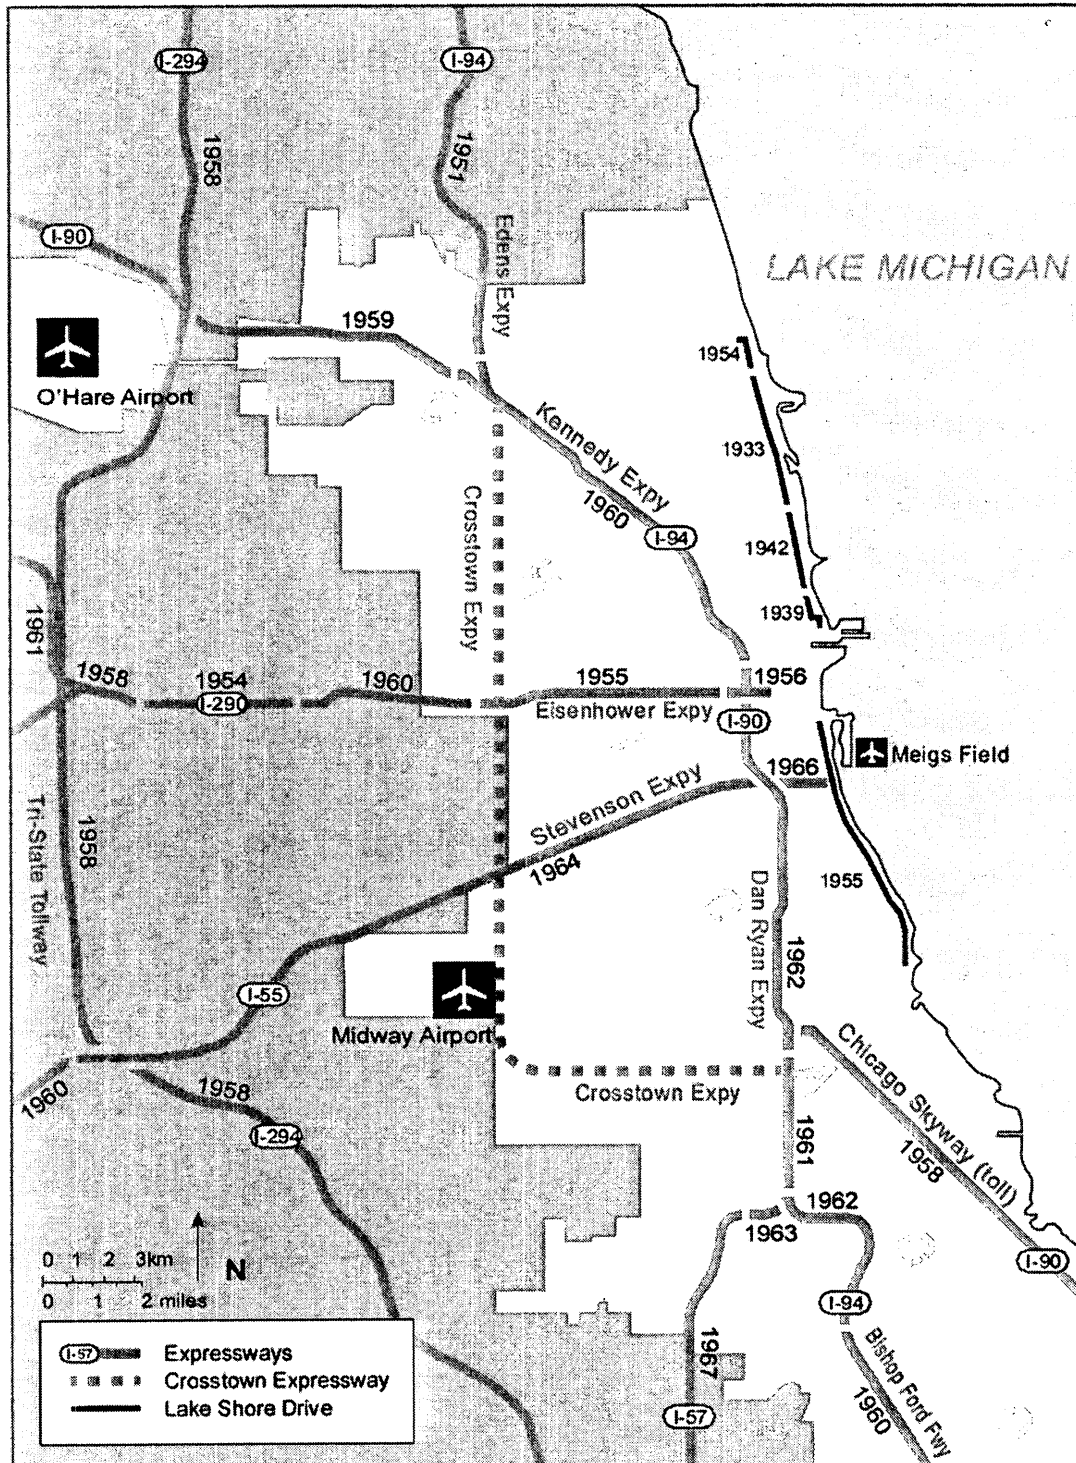 I-294
I-94
1958
1951
I-90
Edens Expy
LAKE MICHIGAN
1959
1954
O'Hare Airport
Kennedy Expy
1933
Crosstown Expy
1960
I-94
1942
1939
1961
1958
1954
I-290
1960
1955
1956
Eisenhower Expy
I-90
Meigs Field
1966
Stevenson Expy
Tri-State Tollway
1958
1964
1955
Dan Ryan Expy
1962
I-55
Midway Airport
Chicago Skyway (toll)
1960
1958
Crosstown Expy
I-294
1961
1958
1962
1963
I-90
0 1 2 3km
N
0 1 2 miles
I-94
I-57 Expressways
Crosstown Expressway
Lake Shore Drive
1967
Bishop Ford Fwy
1960
I-57